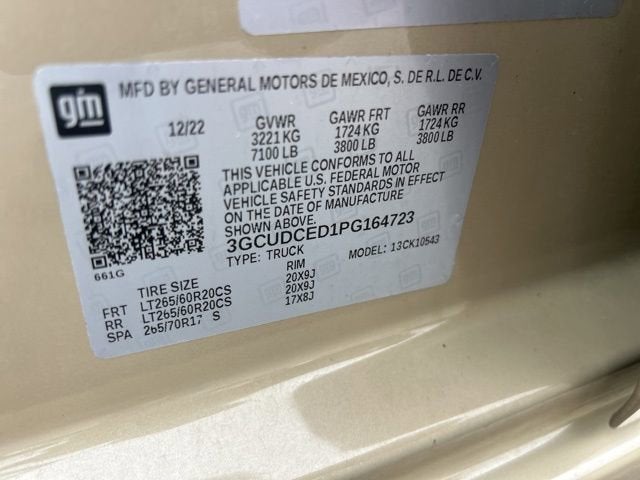 gm
MFD BY GENERAL MOTORS DE MEXICO, S. DE R.L. DE C.V.
12/22 GVWR GAWR FRT GAWR RR
3221 KG 1724 KG 1724 KG
7100 LB 3800 LB 3800 LB
THIS VEHICLE CONFORMS TO ALL
APPLICABLE U.S. FEDERAL MOTOR
VEHICLE SAFETY STANDARDS IN EFFECT
ON THE DATE OF MANUFACTURE
SHOWN ABOVE.
3GCUDCED1PG164723
TYPE: TRUCK MODEL: 13CK10543
661G
TIRE SIZE RIM
FRT LT265/60R20CS 20X9J
RR LT265/60R20CS 20X9J
SPA 265/70R17 S 17X8J